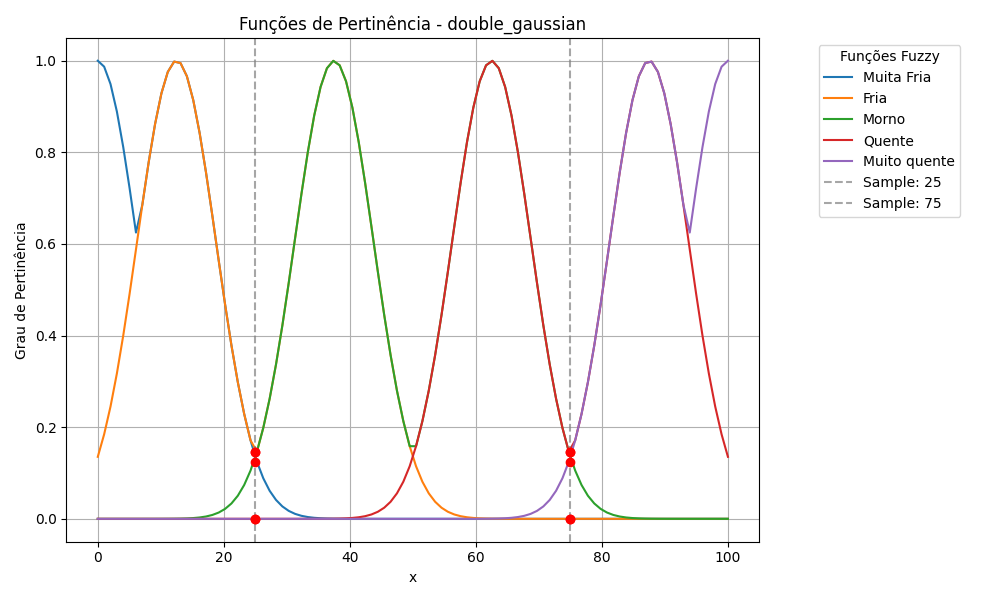 Funções de Pertinência - double_gaussian
Grau de Pertinência
1.0
0.8
0.6
0.4
0.2
0.0
0
20
40
60
80
100
x
Funções Fuzzy
Muita Fria
Fria
Morno
Quente
Muito quente
Sample: 25
Sample: 75